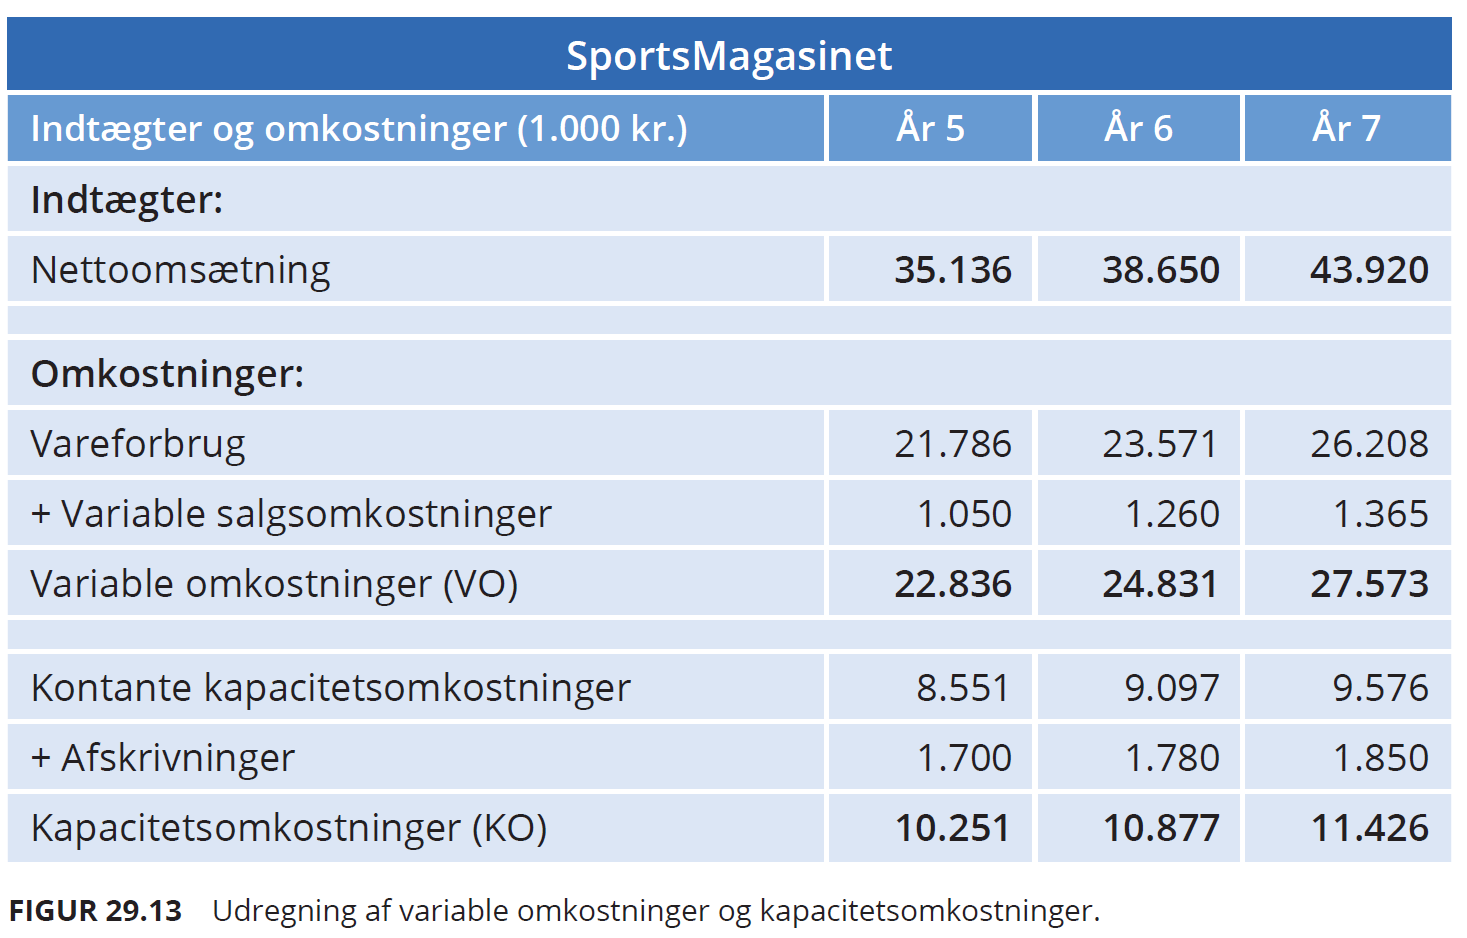 SportsMagasinet
Indtægter og omkostninger (1.000 kr.) År 5 År 6 År 7
Indtægter:
Nettoomsætning 35.136 38.650 43.920
Omkostninger:
Vareforbrug 21.786 23.571 26.208
+ Variable salgsomkostninger 1.050 1.260 1.365
Variable omkostninger (VO) 22.836 24.831 27.573
Kontante kapacitetsomkostninger 8.551 9.097 9.576
+ Afskrivninger 1.700 1.780 1.850
Kapacitetsomkostninger (KO) 10.251 10.877 11.426
FIGUR 29.13 Udregning af variable omkostninger og kapacitetsomkostninger.